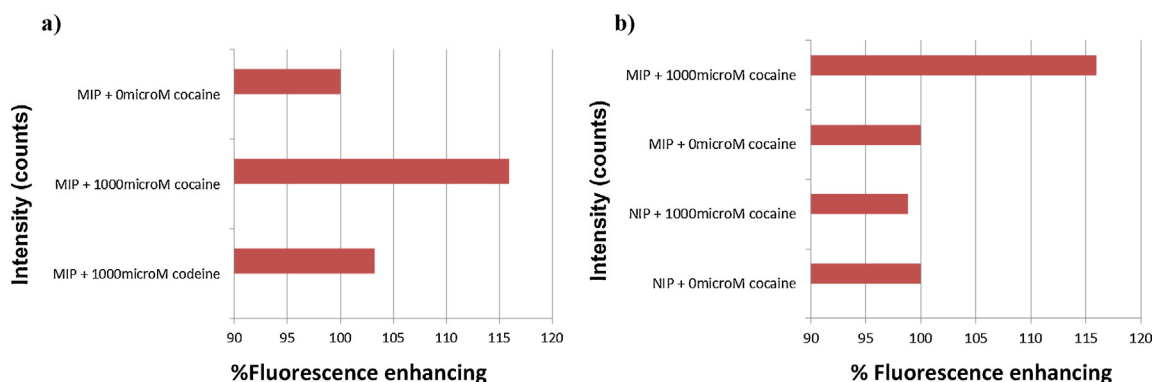 a)
Intensity (counts)
MIP + 0microM cocaine
MIP + 1000microM cocaine
MIP + 1000microM codeine
90 95 100 105 110 115 120
%Fluorescence enhancing
b)
Intensity (counts)
MIP + 1000microM cocaine
MIP + 0microM cocaine
NIP + 1000microM cocaine
NIP + 0microM cocaine
90 95 100 105 110 115 120
% Fluorescence enhancing